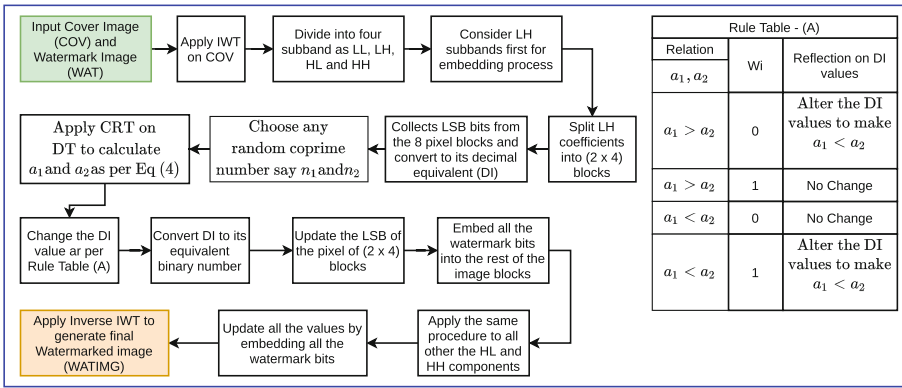 Input Cover Image
(COV) and
Watermark Image
(WAT)
Apply IWT
on COV
Divide into four
subband as LL, LH,
HL and HH
Consider LH
subbands first for
embedding process
Split LH
coefficients
into (2 x 4)
blocks
Collects LSB bits from
the 8 pixel blocks and
convert to its decimal
equivalent (DI)
Choose any
random coprime
number say n₁andn₂
Apply CRT on
DT to calculate
a₁and a₂as per Eq (4)
Change the DI
value ar per
Rule Table (A)
Convert DI to its
equivalent
binary number
Update the LSB of
the pixel of (2 x 4)
blocks
Embed all the
watermark bits
into the rest of the
image blocks
Apply the same
procedure to all
other the HL and
HH components
Update all the values by
embedding all the
watermark bits
Apply Inverse IWT to
generate final
Watermarked image
(WATIMG)
Rule Table - (A)
Relation
a₁, a₂
Wi
Reflection on DI
values
a₁ > a₂
0
Alter the DI
values to make
a₁ < a₂
a₁ > a₂
1
No Change
a₁ < a₂
0
No Change
a₁ < a₂
1
Alter the DI
values to make
a₁ < a₂